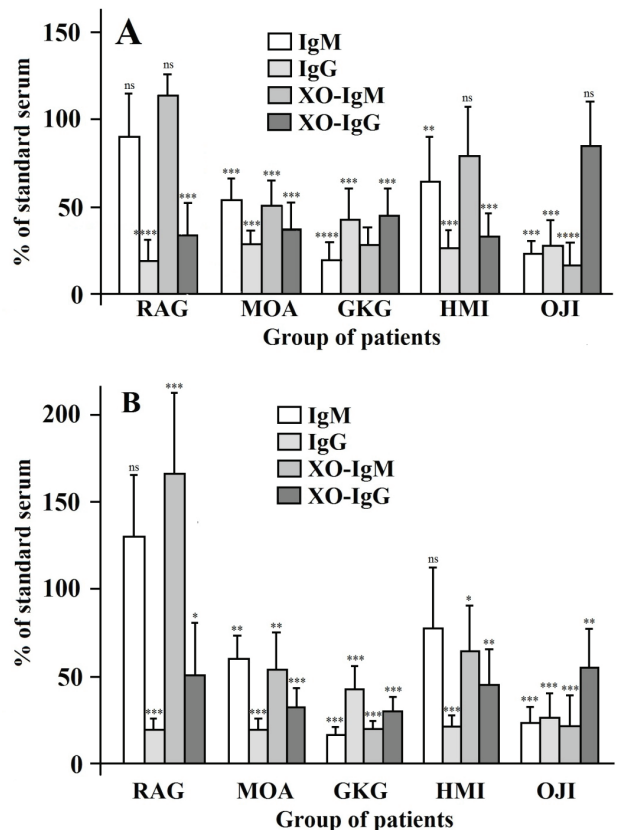 A
150
100
50
0
% of standard serum
IgM
IgG
XO-IgM
XO-IgG
ns
****
ns
***
***
***
***
***
****
***
***
**
***
ns
***
***
***
****
RAG MOA GKG HMI OJI
Group of patients
B
200
150
100
50
0
% of standard serum
IgM
IgG
XO-IgM
XO-IgG
ns
***
***
*
**
***
**
***
***
***
***
***
ns
***
*
**
***
***
***
**
RAG MOA GKG HMI OJI
Group of patients